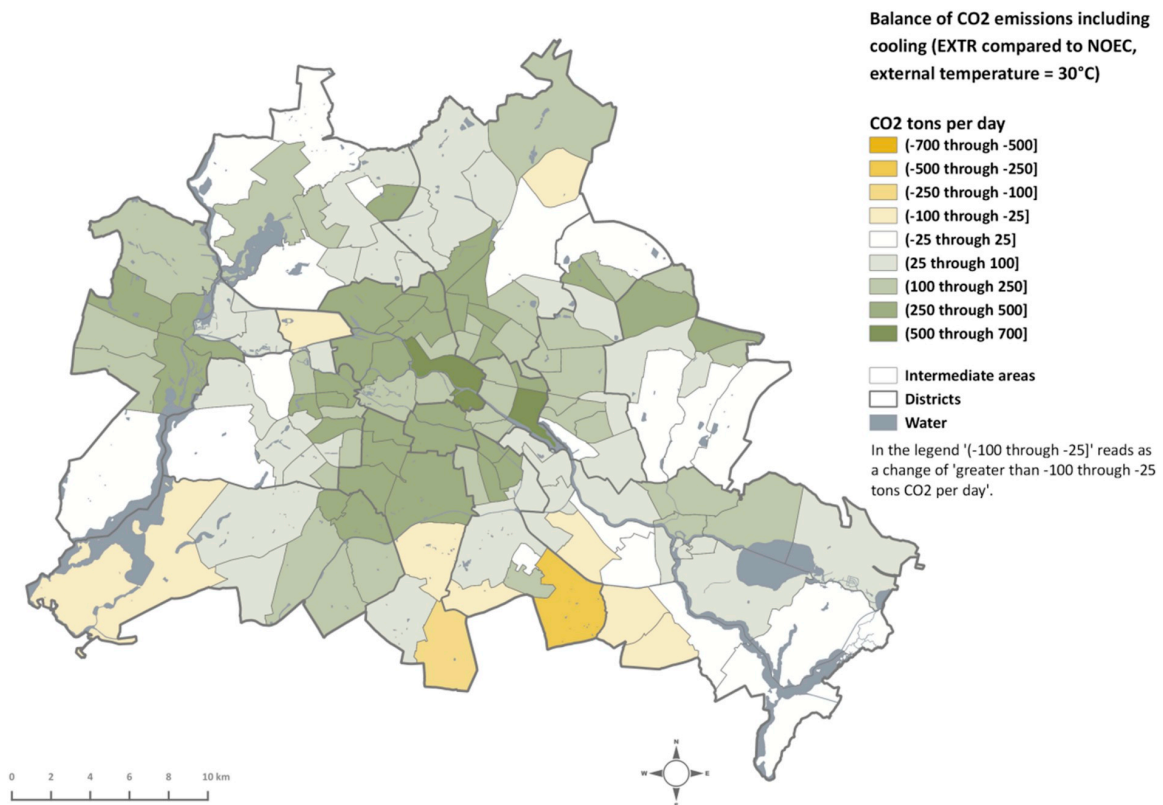 Balance of CO2 emissions including
cooling (EXTR compared to NOEC,
external temperature = 30°C)
CO2 tons per day
(-700 through -500]
(-500 through -250]
(-250 through -100]
(-100 through -25]
(-25 through 25]
(25 through 100]
(100 through 250]
(250 through 500]
(500 through 700]
Intermediate areas
Districts
Water
In the legend '(-100 through -25]' reads as
a change of 'greater than -100 through -25
tons CO2 per day'.
0 2 4 6 8 10 km
N
W E
S